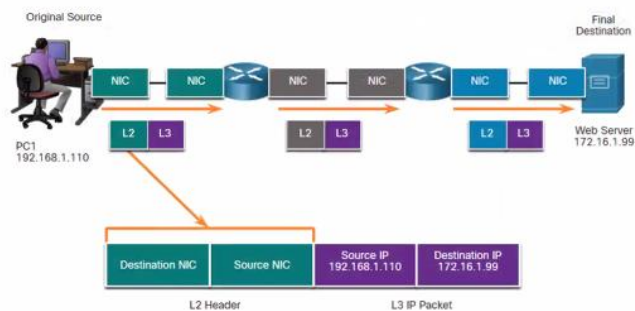 Original Source
Final
Destination
NIC
NIC
NIC
NIC
NIC
NIC
L2 L3
L2 L3
L2 L3
PC1
192.168.1.110
Web Server
172.16.1.99
Destination NIC
Source NIC
Source IP
192.168.1.110
Destination IP
172.16.1.99
L2 Header
L3 IP Packet